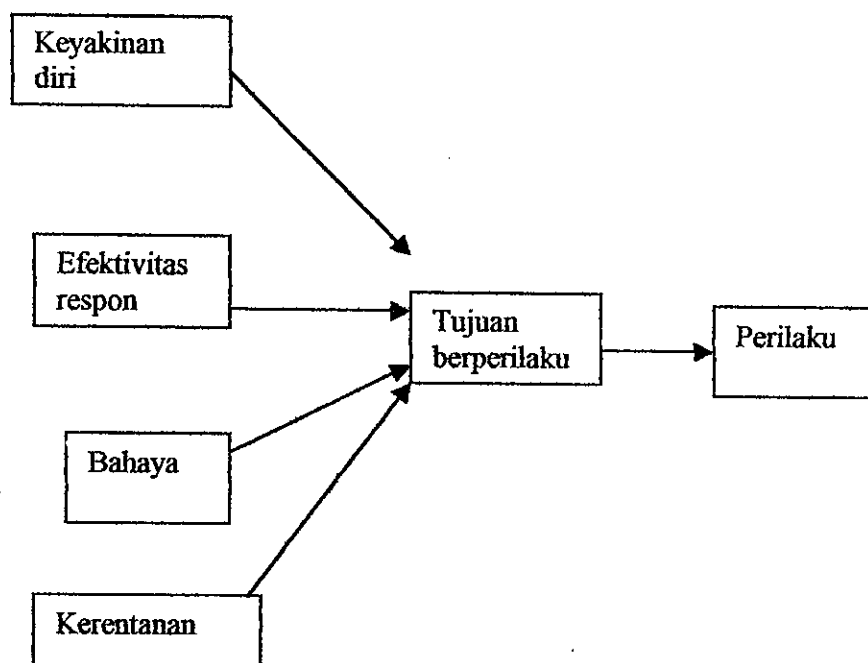 Keyakinan
diri
Efektivitas
respon
Tujuan
berperilaku
Perilaku
Bahaya
Kerentanan